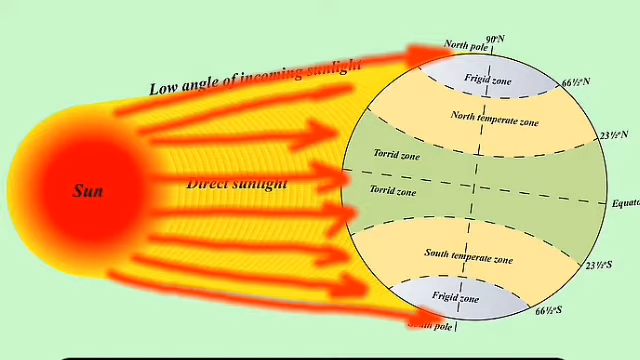 90°N
North pole
Low angle of incoming sunlight
Frigid zone
66½°N
North temperate zone
23½°N
Torrid zone
Sun
Direct sunlight
Torrid zone
Equato
South temperate zone
23½°S
Frigid zone
66½°S
South pole